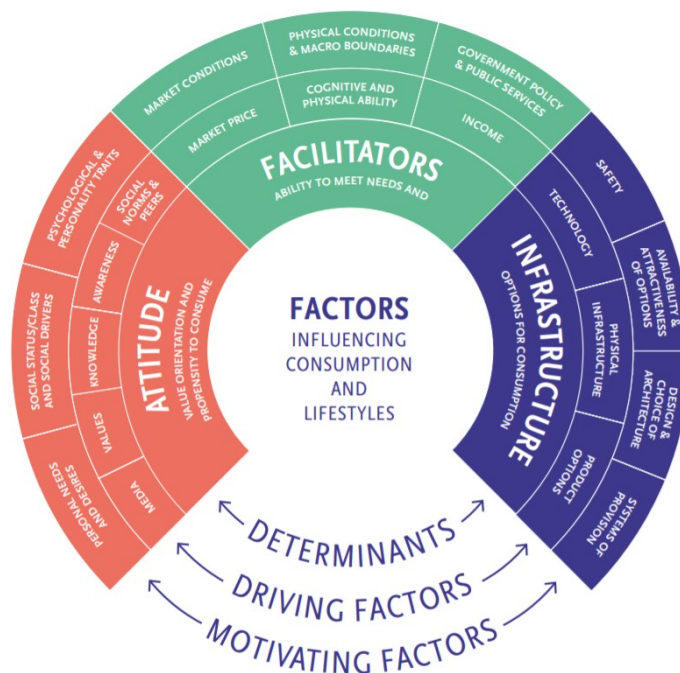 PHYSICAL CONDITIONS
& MACRO BOUNDARIES
MARKET CONDITIONS
GOVERNMENT POLICY
& PUBLIC SERVICES
MARKET PRICE
COGNITIVE AND
PHYSICAL ABILITY
INCOME
FACILITATORS
ABILITY TO MEET NEEDS AND
PSYCHOLOGICAL &
PERSONALITY TRAITS
SOCIAL STATUS/CLASS
AND SOCIAL DRIVERS
PERSONAL NEEDS
AND DESIRES
SOCIAL
NORMS &
PEERS
AWARENESS
KNOWLEDGE
VALUES
MEDIA
ATTITUDE
VALUE ORIENTATION AND
PROPENSITY TO CONSUME
FACTORS
INFLUENCING
CONSUMPTION
AND
LIFESTYLES
INFRASTRUCTURE
OPTIONS FOR CONSUMPTION
TECHNOLOGY
PHYSICAL
INFRASTRUCTURE
PRODUCT
OPTIONS
SAFETY
AVAILABILITY &
ATTRACTIVENESS
OF OPTIONS
DESIGN &
CHOICE OF
ARCHITECTURE
SYSTEMS OF
PROVISION
DETERMINANTS
DRIVING FACTORS
MOTIVATING FACTORS